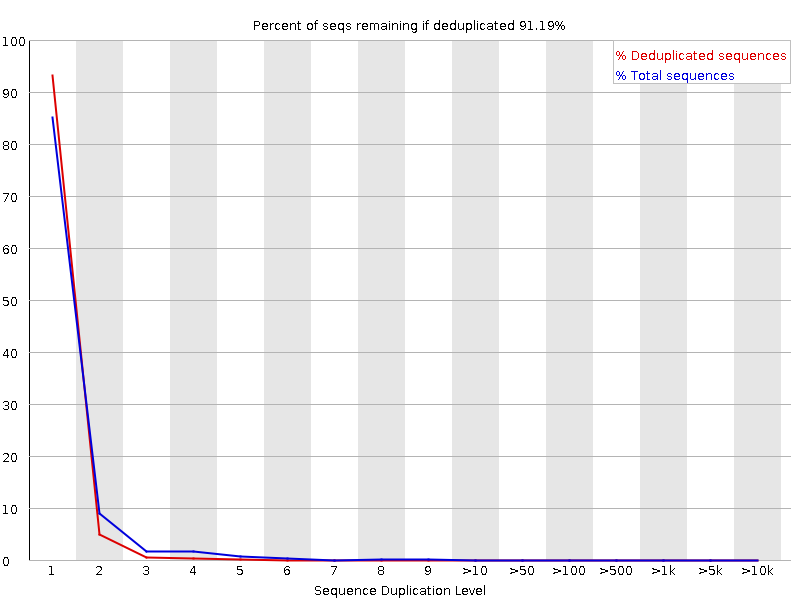 Percent of seqs remaining if deduplicated 91.19%
% Deduplicated sequences
% Total sequences
100
90
80
70
60
50
40
30
20
10
0
1 2 3 4 5 6 7 8 9 >10 >50 >100 >500 >1k >5k >10k
Sequence Duplication Level